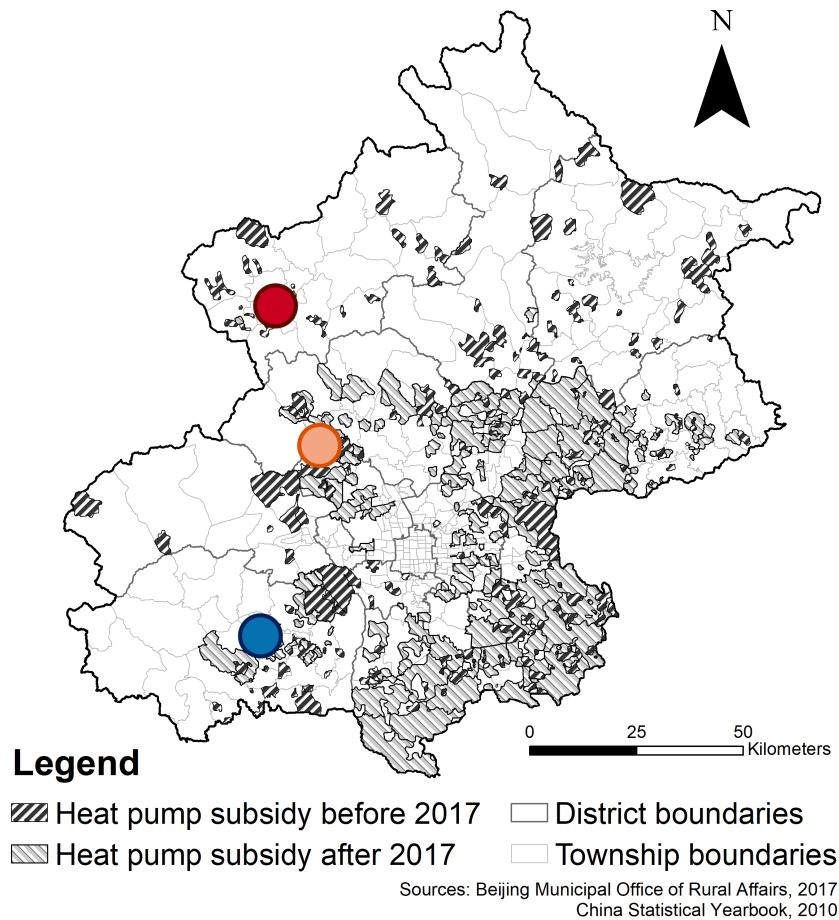 N
0 25 50
Kilometers
Legend
Heat pump subsidy before 2017
District boundaries
Heat pump subsidy after 2017
Township boundaries
Sources: Beijing Municipal Office of Rural Affairs, 2017
China Statistical Yearbook, 2010